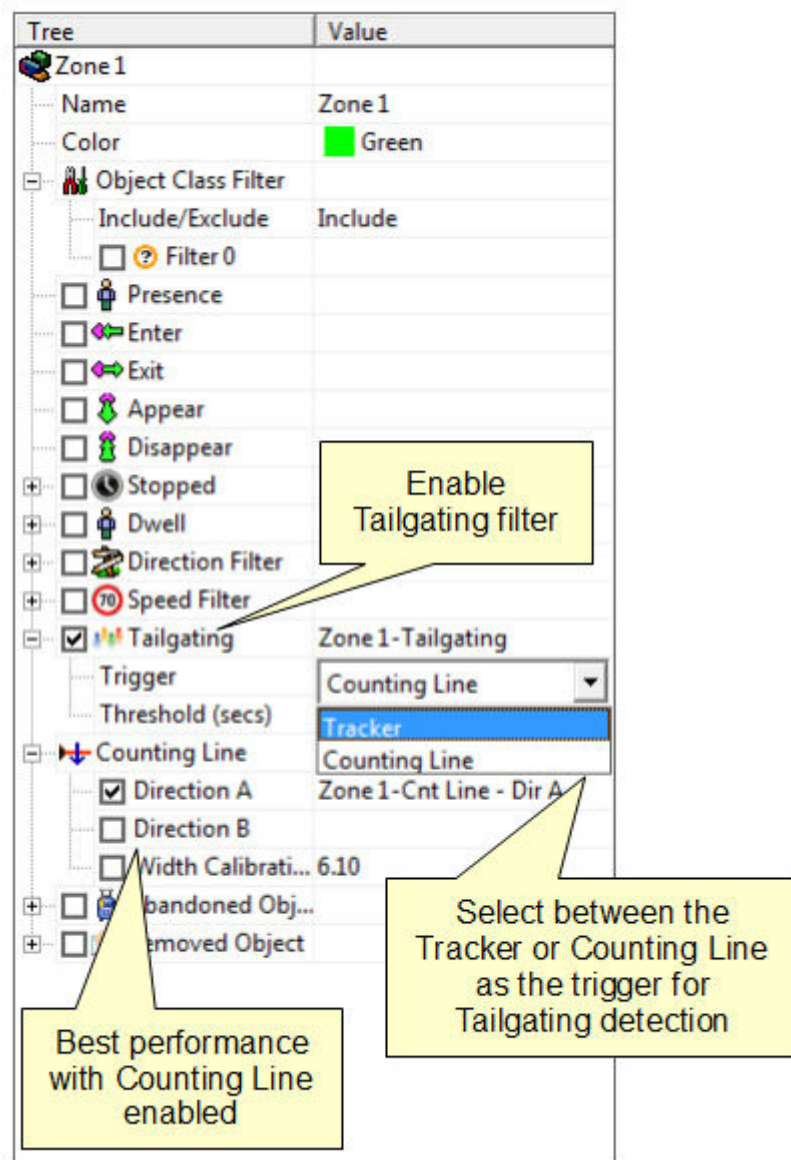 Tree Value
Zone 1
Name Zone 1
Color Green
Object Class Filter
Include/Exclude Include
? Filter 0
Presence
Enter
Exit
Appear
Disappear
Stopped
Dwell
Direction Filter
70 Speed Filter
Enable
Tailgating filter
Tailgating Zone 1-Tailgating
Trigger Counting Line
Threshold (secs)
Tracker
Counting Line
Counting Line
Direction A Zone 1-Cnt Line - Dir A
Direction B
Width Calibrati... 6.10
bandoned Obj...
emoved Object
Select between the
Tracker or Counting Line
as the trigger for
Tailgating detection
Best performance
with Counting Line
enabled